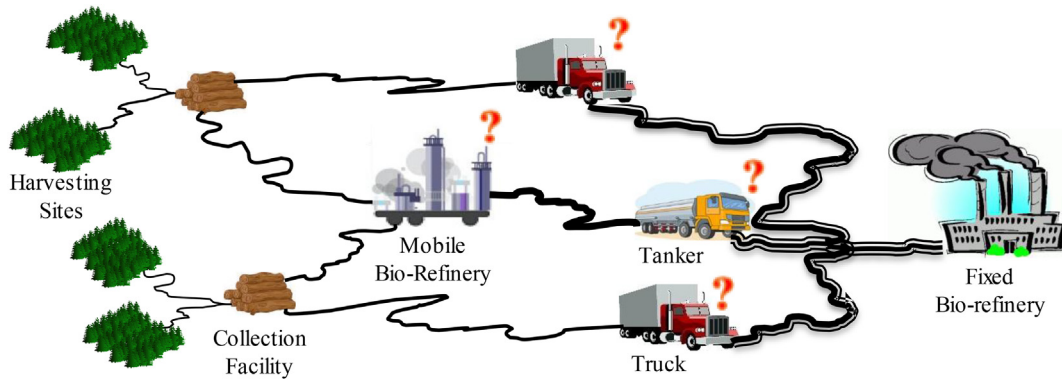 ?
?
Harvesting
Sites
?
Mobile
Bio-Refinery
Tanker
Fixed
Bio-refinery
?
Collection
Facility
Truck